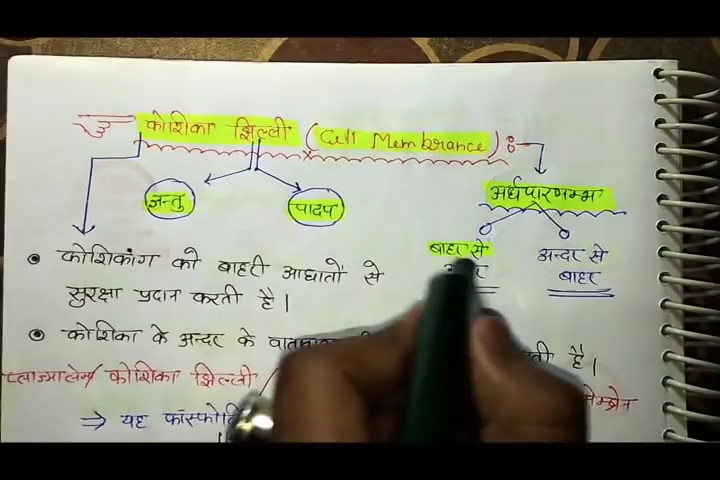 कोशिका झिल्ली (Cell Membrance) :
अर्धपारगम्भ
जन्तु
पादप
बाहर से
अन्दर से
बाहर
कोशिकांग को बाहरी आघातों से
सुरक्षा प्रदान करती है।
कोशिका के अन्दर के है।
प्लाज्मालेमा/ कोशिका झिल्ली/
⇒ यह